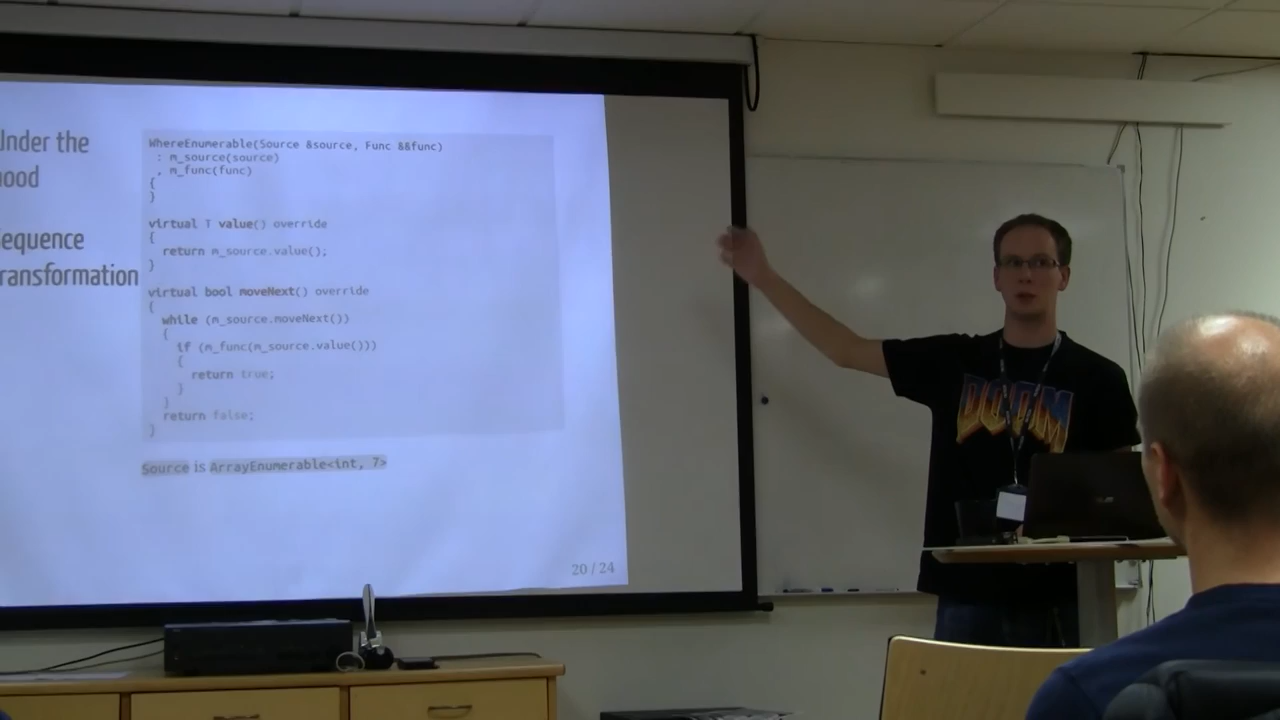 Under the
hood
Sequence
transformation
WhereEnumerable(Source &source, Func &&func)
: m_source(source)
, m_func(func)
{
}
virtual T value() override
{
return m_source.value();
}
virtual bool moveNext() override
{
while (m_source.moveNext())
{
if (m_func(m_source.value()))
{
return true;
}
}
return false;
}
Source is ArrayEnumerable<int, 7>
20 / 24
DOOM